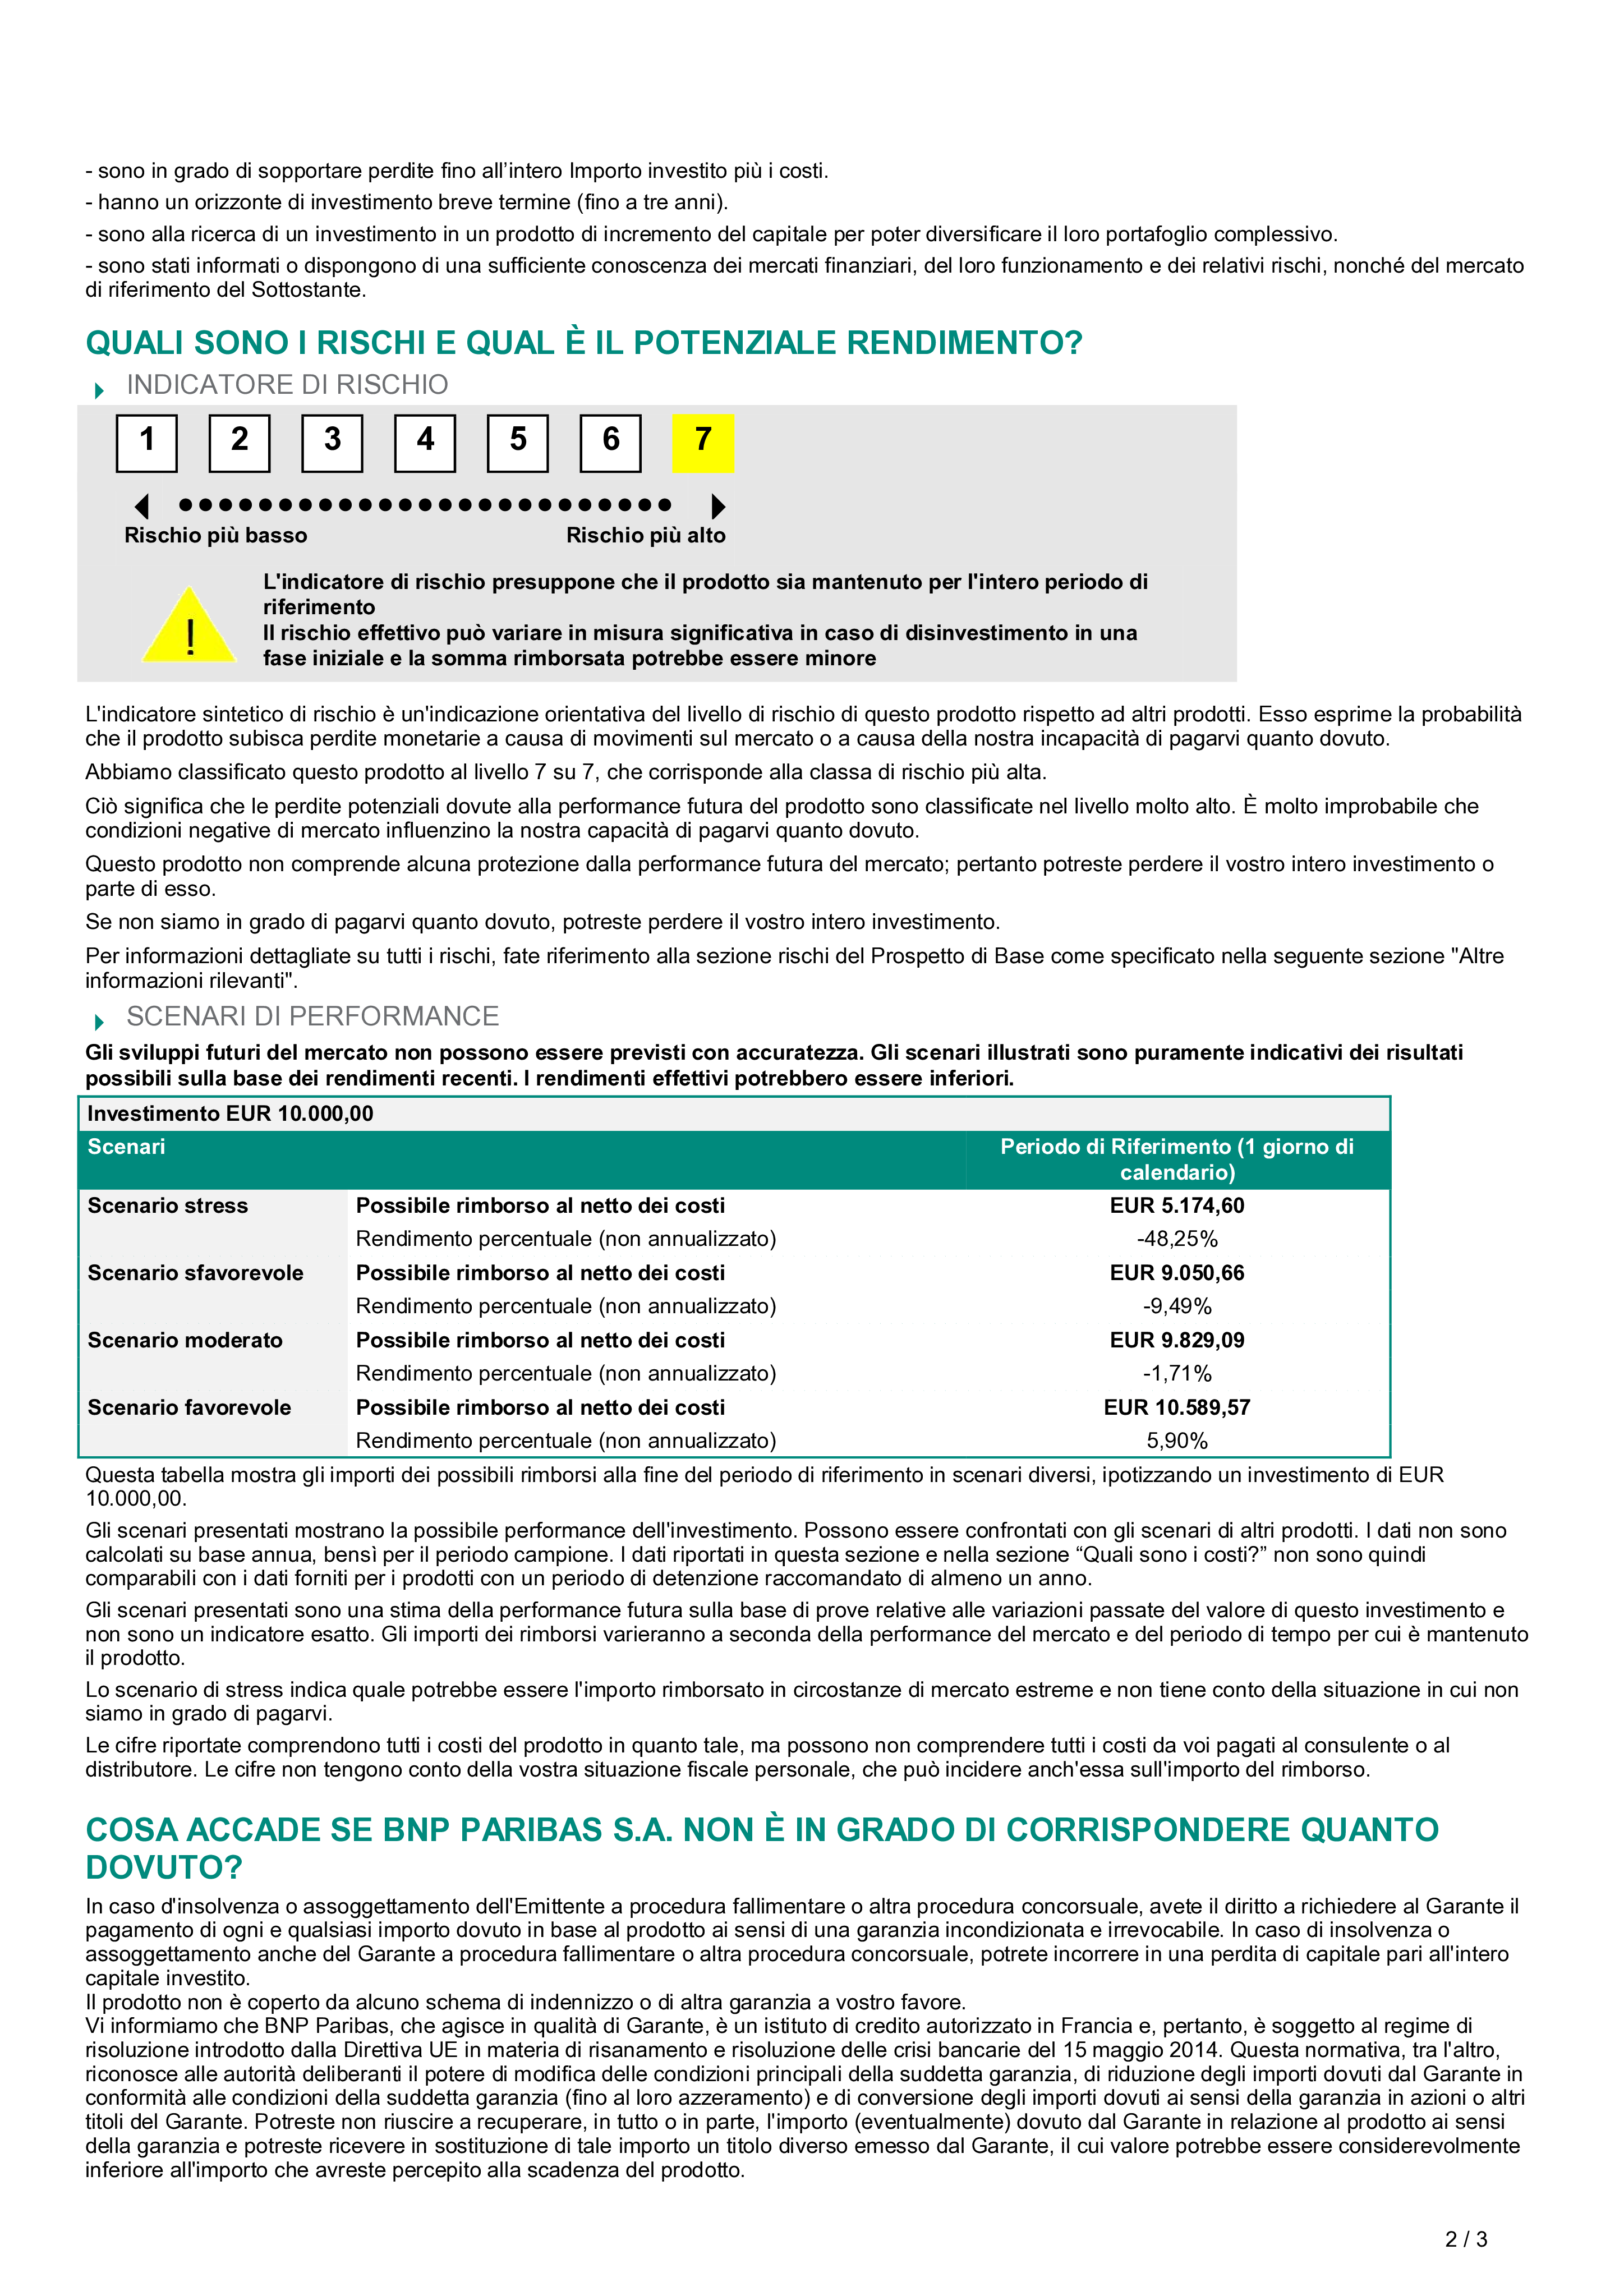 - sono in grado di sopportare perdite fino all’intero Importo investito più i costi.
- hanno un orizzonte di investimento breve termine (fino a tre anni).
- sono alla ricerca di un investimento in un prodotto di incremento del capitale per poter diversificare il loro portafoglio complessivo.
- sono stati informati o dispongono di una sufficiente conoscenza dei mercati finanziari, del loro funzionamento e dei relativi rischi, nonché del mercato
di riferimento del Sottostante.
QUALI SONO I RISCHI E QUAL È IL POTENZIALE RENDIMENTO?
INDICATORE DI RISCHIO
1 2 3 4 5 6 7
Rischio più basso Rischio più alto
L'indicatore di rischio presuppone che il prodotto sia mantenuto per l'intero periodo di
riferimento
Il rischio effettivo può variare in misura significativa in caso di disinvestimento in una
fase iniziale e la somma rimborsata potrebbe essere minore
!
L'indicatore sintetico di rischio è un'indicazione orientativa del livello di rischio di questo prodotto rispetto ad altri prodotti. Esso esprime la probabilità
che il prodotto subisca perdite monetarie a causa di movimenti sul mercato o a causa della nostra incapacità di pagarvi quanto dovuto.
Abbiamo classificato questo prodotto al livello 7 su 7, che corrisponde alla classa di rischio più alta.
Ciò significa che le perdite potenziali dovute alla performance futura del prodotto sono classificate nel livello molto alto. È molto improbabile che
condizioni negative di mercato influenzino la nostra capacità di pagarvi quanto dovuto.
Questo prodotto non comprende alcuna protezione dalla performance futura del mercato; pertanto potreste perdere il vostro intero investimento o
parte di esso.
Se non siamo in grado di pagarvi quanto dovuto, potreste perdere il vostro intero investimento.
Per informazioni dettagliate su tutti i rischi, fate riferimento alla sezione rischi del Prospetto di Base come specificato nella seguente sezione "Altre
informazioni rilevanti".
SCENARI DI PERFORMANCE
Gli sviluppi futuri del mercato non possono essere previsti con accuratezza. Gli scenari illustrati sono puramente indicativi dei risultati
possibili sulla base dei rendimenti recenti. I rendimenti effettivi potrebbero essere inferiori.
Investimento EUR 10.000,00
Scenari Periodo di Riferimento (1 giorno di
calendario)
Scenario stress Possibile rimborso al netto dei costi EUR 5.174,60
Rendimento percentuale (non annualizzato) -48,25%
Scenario sfavorevole Possibile rimborso al netto dei costi EUR 9.050,66
Rendimento percentuale (non annualizzato) -9,49%
Scenario moderato Possibile rimborso al netto dei costi EUR 9.829,09
Rendimento percentuale (non annualizzato) -1,71%
Scenario favorevole Possibile rimborso al netto dei costi EUR 10.589,57
Rendimento percentuale (non annualizzato) 5,90%
Questa tabella mostra gli importi dei possibili rimborsi alla fine del periodo di riferimento in scenari diversi, ipotizzando un investimento di EUR
10.000,00.
Gli scenari presentati mostrano la possibile performance dell'investimento. Possono essere confrontati con gli scenari di altri prodotti. I dati non sono
calcolati su base annua, bensì per il periodo campione. I dati riportati in questa sezione e nella sezione “Quali sono i costi?” non sono quindi
comparabili con i dati forniti per i prodotti con un periodo di detenzione raccomandato di almeno un anno.
Gli scenari presentati sono una stima della performance futura sulla base di prove relative alle variazioni passate del valore di questo investimento e
non sono un indicatore esatto. Gli importi dei rimborsi varieranno a seconda della performance del mercato e del periodo di tempo per cui è mantenuto
il prodotto.
Lo scenario di stress indica quale potrebbe essere l'importo rimborsato in circostanze di mercato estreme e non tiene conto della situazione in cui non
siamo in grado di pagarvi.
Le cifre riportate comprendono tutti i costi del prodotto in quanto tale, ma possono non comprendere tutti i costi da voi pagati al consulente o al
distributore. Le cifre non tengono conto della vostra situazione fiscale personale, che può incidere anch'essa sull'importo del rimborso.
COSA ACCADE SE BNP PARIBAS S.A. NON È IN GRADO DI CORRISPONDERE QUANTO
DOVUTO?
In caso d'insolvenza o assoggettamento dell'Emittente a procedura fallimentare o altra procedura concorsuale, avete il diritto a richiedere al Garante il
pagamento di ogni e qualsiasi importo dovuto in base al prodotto ai sensi di una garanzia incondizionata e irrevocabile. In caso di insolvenza o
assoggettamento anche del Garante a procedura fallimentare o altra procedura concorsuale, potrete incorrere in una perdita di capitale pari all'intero
capitale investito.
Il prodotto non è coperto da alcuno schema di indennizzo o di altra garanzia a vostro favore.
Vi informiamo che BNP Paribas, che agisce in qualità di Garante, è un istituto di credito autorizzato in Francia e, pertanto, è soggetto al regime di
risoluzione introdotto dalla Direttiva UE in materia di risanamento e risoluzione delle crisi bancarie del 15 maggio 2014. Questa normativa, tra l'altro,
riconosce alle autorità deliberanti il potere di modifica delle condizioni principali della suddetta garanzia, di riduzione degli importi dovuti dal Garante in
conformità alle condizioni della suddetta garanzia (fino al loro azzeramento) e di conversione degli importi dovuti ai sensi della garanzia in azioni o altri
titoli del Garante. Potreste non riuscire a recuperare, in tutto o in parte, l'importo (eventualmente) dovuto dal Garante in relazione al prodotto ai sensi
della garanzia e potreste ricevere in sostituzione di tale importo un titolo diverso emesso dal Garante, il cui valore potrebbe essere considerevolmente
inferiore all'importo che avreste percepito alla scadenza del prodotto.
2 / 3